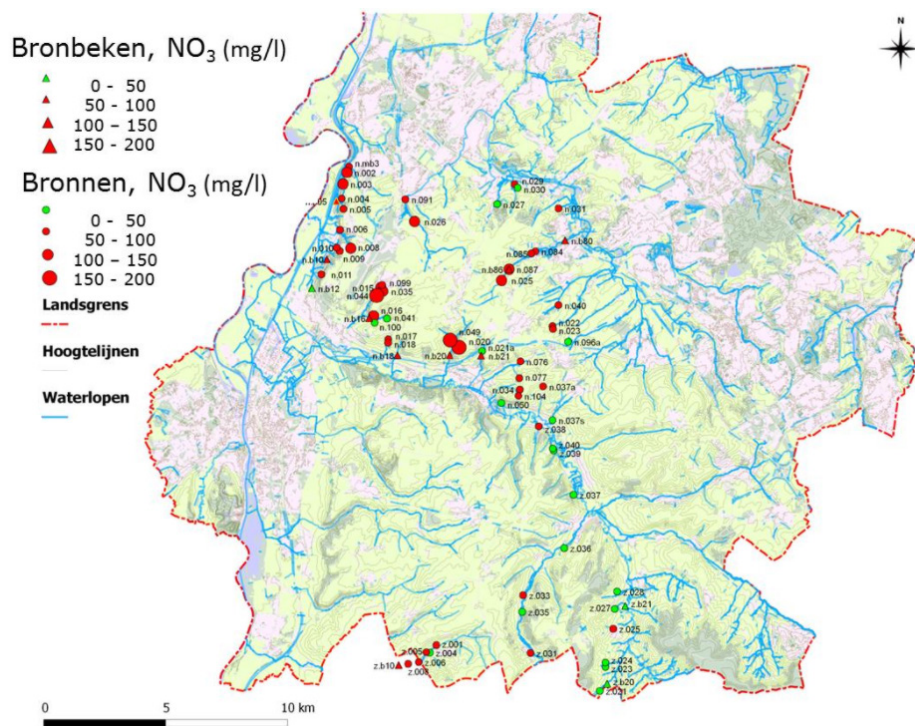 Bronbeken, NO3 (mg/l)
0 - 50
50 - 100
100 – 150
150 - 200
Bronnen, NO3 (mg/l)
0 - 50
50 - 100
100 – 150
150 - 200
Landsgrens
Hoogtelijnen
Waterlopen
N
n.mb3
n.002
n.003
n.004
n.005
n.006
n.010
n.008
n.009
n.b10
n.011
n.b12
n.091
n.026
n.029
n.030
n.027
n.031
n.b80
n.084
n.085
n.b86
n.087
n.025
n.099
n.015
n.035
n.044
n.016
n.b16
n.041
n.100
n.017
n.018
n.b18
n.049
n.020
n.b20
n.021a
n.b21
n.040
n.022
n.023
n.096a
n.076
n.077
n.037a
n.034
n.104
n.050
n.037s
z.038
z.040
z.039
z.037
z.036
z.033
z.035
z.028
z.b21
z.027
z.025
z.031
z.001
z.005
z.004
z.006
z.b10
z.008
z.024
z.023
z.b20
z.021
0 5 10 km